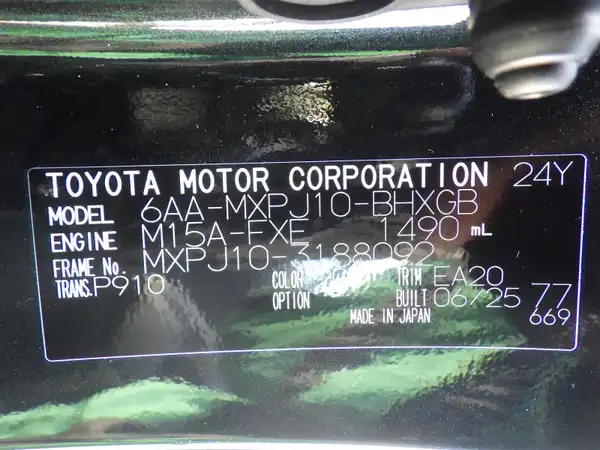 TOYOTA MOTOR CORPORATION 24Y
MODEL 6AA-MXPJ10-BHXGB
ENGINE M15A-FXE 1490 mL
FRAME No. MXPJ10-3188092
TRANS. P910 COLOR TRIM EA20
OPTION BUILT 06/25 77
MADE IN JAPAN 669